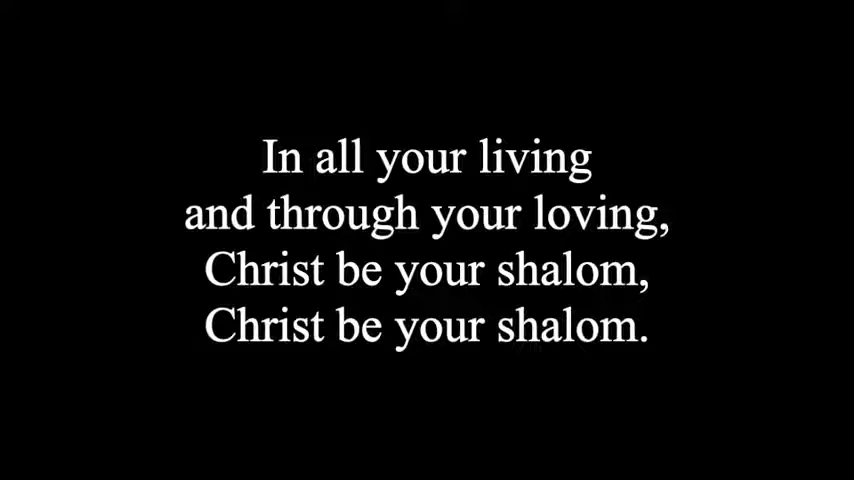 In all your living
and through your loving,
Christ be your shalom,
Christ be your shalom.